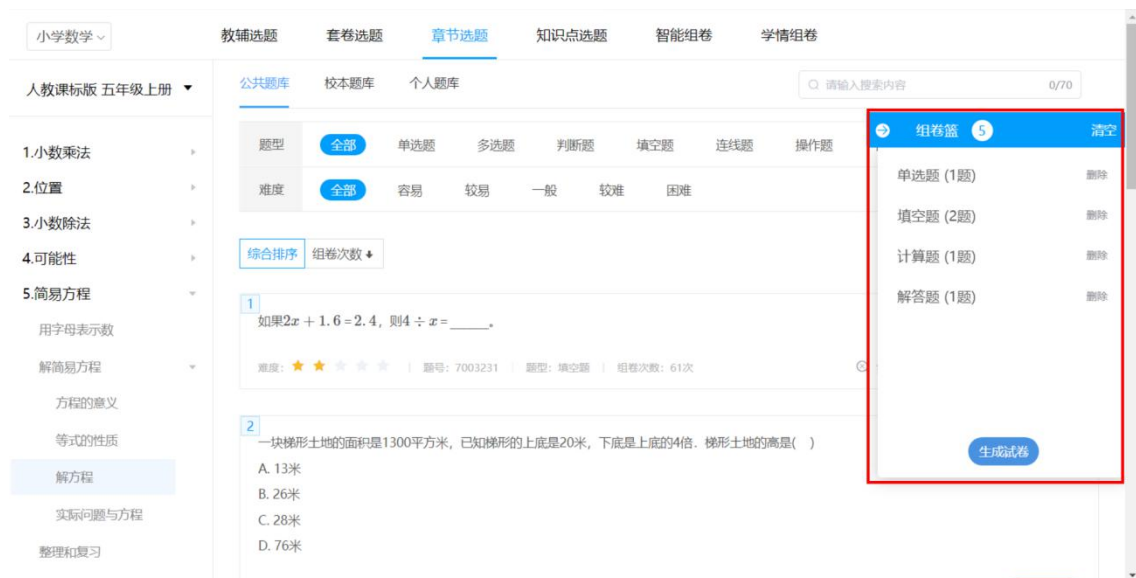 小学数学
教辅选题 套卷选题 章节选题 知识点选题 智能组卷 学情组卷
人教课标版 五年级上册
公共题库 校本题库 个人题库
请输入搜索内容 0/70
1.小数乘法
2.位置
3.小数除法
4.可能性
5.简易方程
用字母表示数
解简易方程
方程的意义
等式的性质
解方程
实际问题与方程
整理和复习
题型 全部 单选题 多选题 判断题 填空题 连线题 操作题
难度 全部 容易 较易 一般 较难 困难
综合排序 组卷次数
1
如果2x + 1.6 = 2.4，则4 ÷ x = _____。
难度： 题号：7003231 题型：填空题 组卷次数：61次
2
一块梯形土地的面积是1300平方米，已知梯形的上底是20米，下底是上底的4倍．梯形土地的高是( )
A. 13米
B. 26米
C. 28米
D. 76米
组卷篮 5 清空
单选题 (1题) 删除
填空题 (2题) 删除
计算题 (1题) 删除
解答题 (1题) 删除
生成试卷